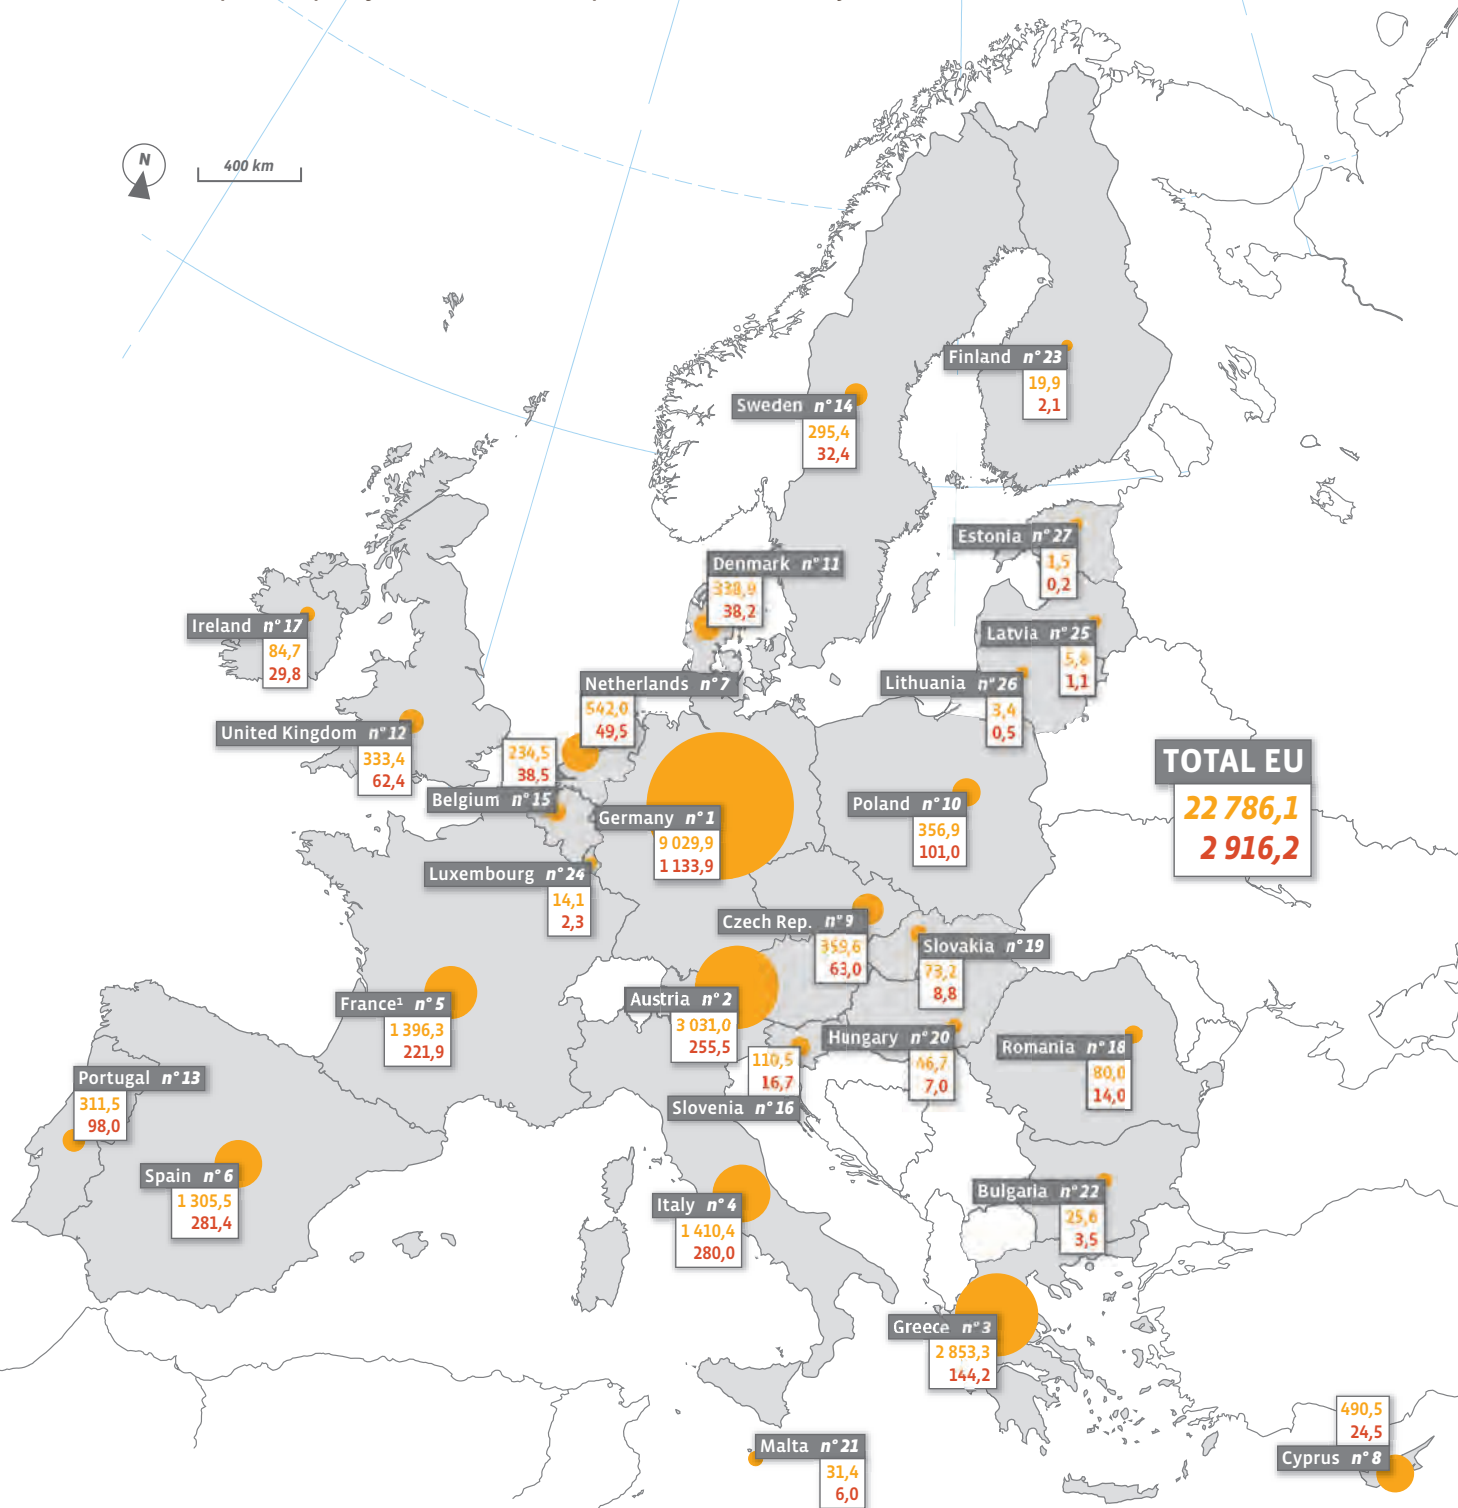 N
400 km
Finland n°23
19,9
2,1
Sweden n°14
295,4
32,4
Estonia n°27
1,5
0,2
Denmark n°11
338,9
38,2
Ireland n°17
84,7
29,8
Latvia n°25
5,8
1,1
Netherlands n°7
542,0
49,5
Lithuania n°26
3,4
0,5
United Kingdom n°12
333,4
62,4
234,5
38,5
Belgium n°15
TOTAL EU
22 786,1
2 916,2
Poland n°10
356,9
101,0
Germany n°1
9 029,9
1 133,9
Luxembourg n°24
14,1
2,3
Czech Rep. n°9
359,6
63,0
Slovakia n°19
73,2
8,8
France¹ n°5
1 396,3
221,9
Austria n°2
3 031,0
255,5
Hungary n°20
46,7
7,0
Romania n°18
80,0
14,0
110,5
16,7
Slovenia n°16
Portugal n°13
311,5
98,0
Spain n°6
1 305,5
281,4
Italy n°4
1 410,4
280,0
Bulgaria n°22
25,6
3,5
Greece n°3
2 853,3
144,2
490,5
24,5
Cyprus n°8
Malta n°21
31,4
6,0